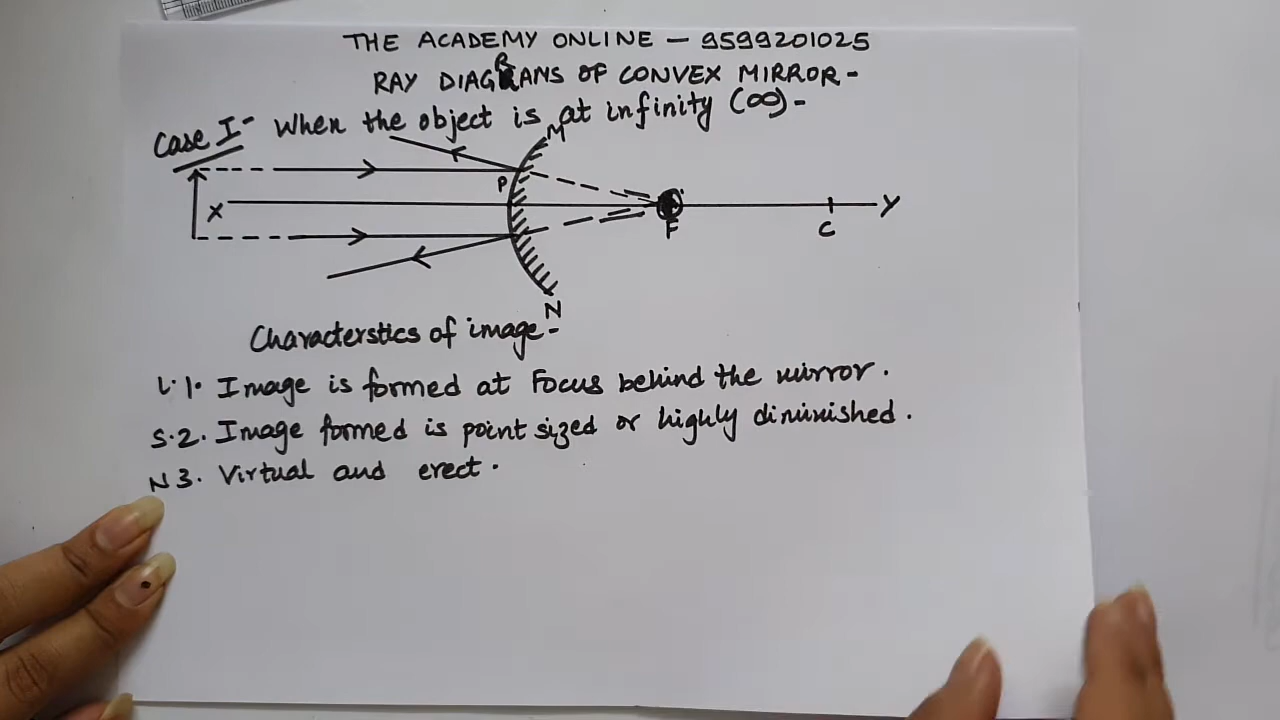 THE ACADEMY ONLINE - 9599201025
RAY DIAGRANS OF CONVEX MIRROR-
Case I- When the object is at infinity (∞)-
M
P
X
Y
F
C
N
Characterstics of image-
L.1. Image is formed at Focus behind the mirror.
S.2. Image formed is point sized or highly diminished.
N 3. Virtual and erect.